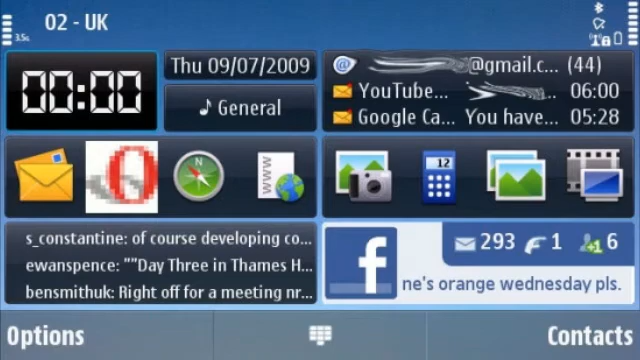 O2 - UK
3.5G
00:00
Thu 09/07/2009
General
@gmail.c... (44)
YouTube... 06:00
Google Ca... You have... 05:28
N
12
s_constantine: of course developing co...
ewanspence: ""Day Three in Thames H...
bensmithuk: Right off for a meeting nr...
f
293 1 +1 6
ne's orange wednesday pls.
Options
Contacts